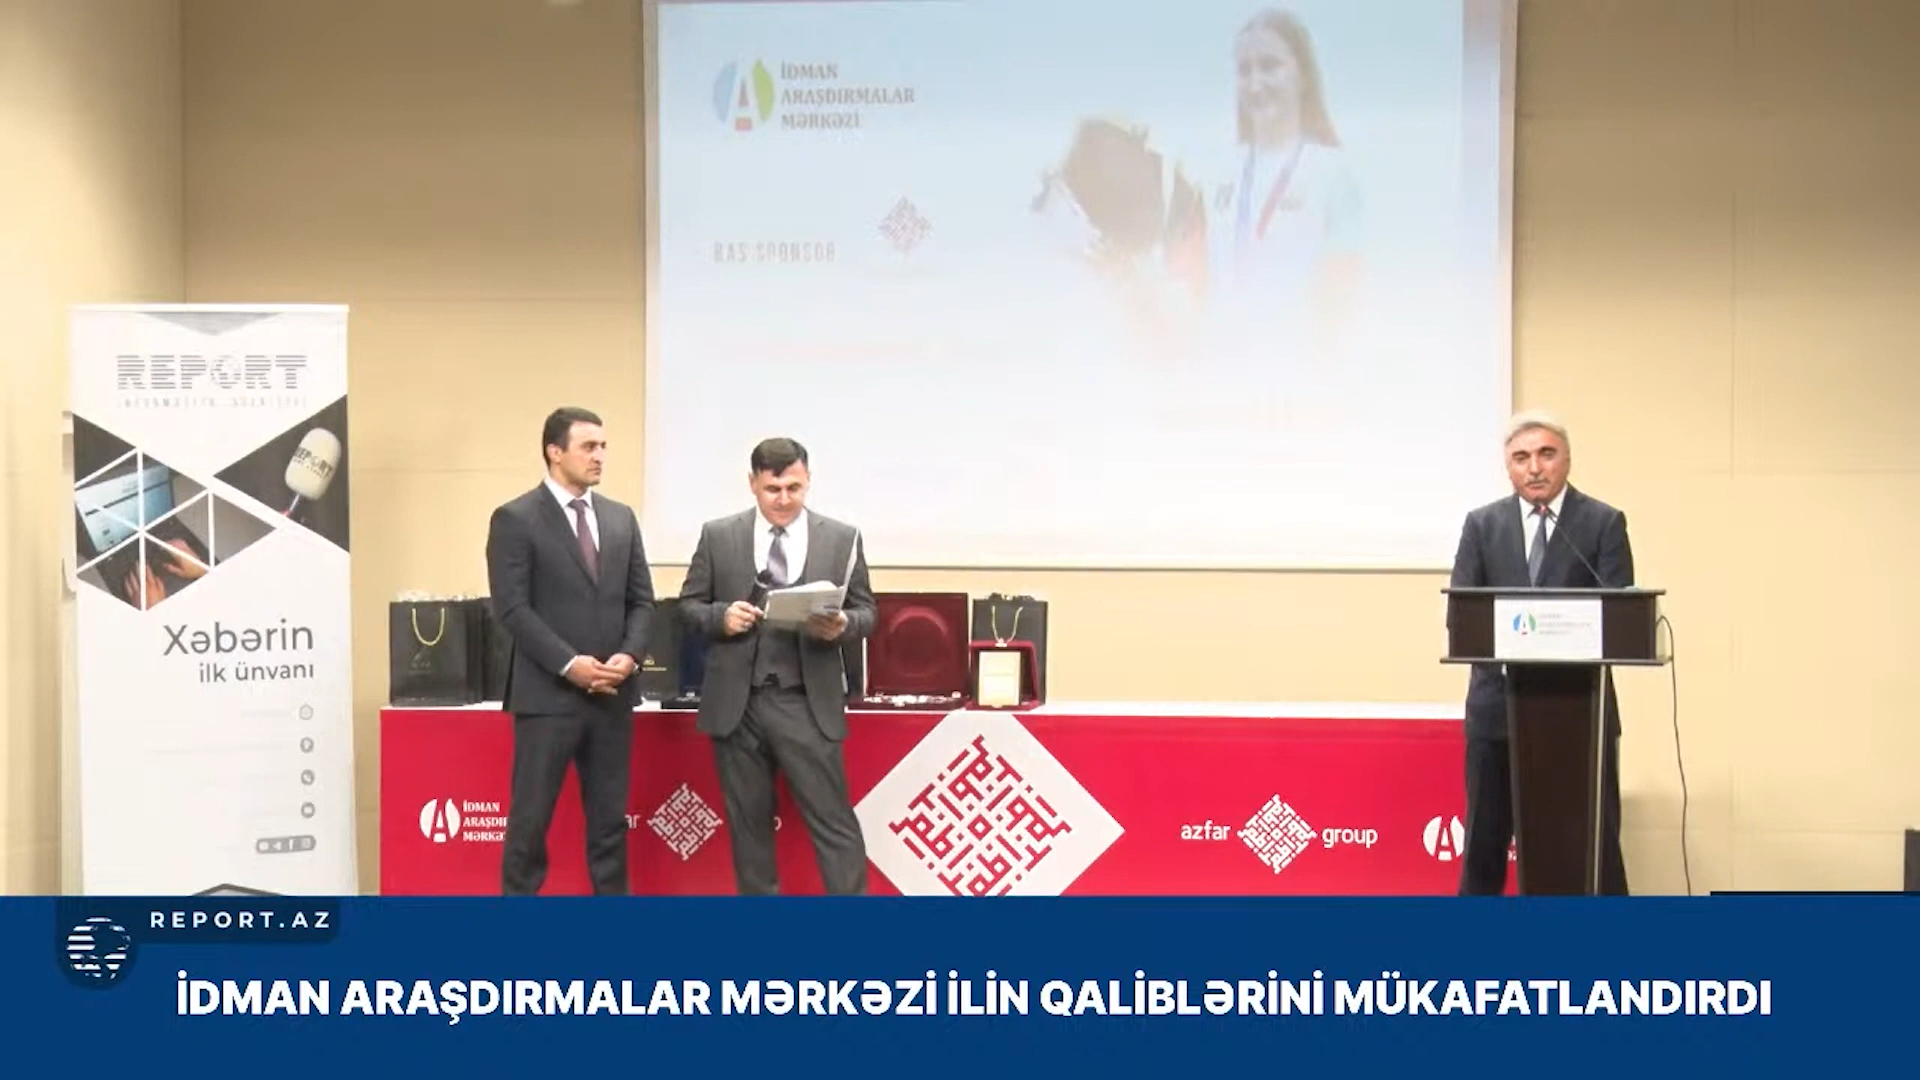 İDMAN
ARAŞDIRMALAR
MƏRKƏZİ
BAŞ SPONSOR
REPORT
REPORT
Xəbərin
ilk ünvanı
İDMAN
azfar
group
REPORT.AZ
İDMAN ARAŞDIRMALAR MƏRKƏZİ İLİN QALİBLƏRİNİ MÜKAFATLANDIRDI